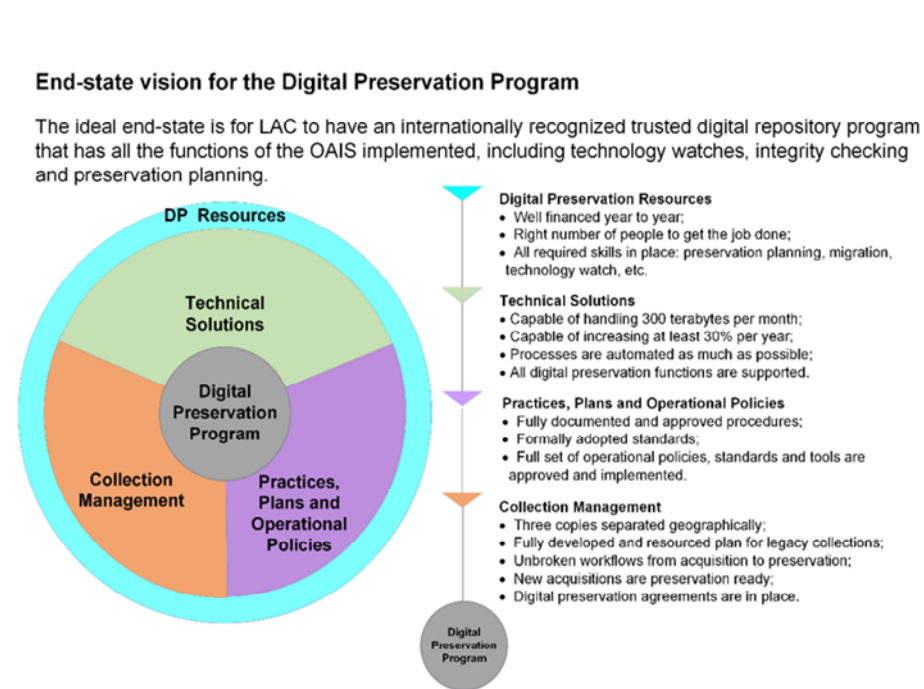 End-state vision for the Digital Preservation Program
The ideal end-state is for LAC to have an internationally recognized trusted digital repository program
that has all the functions of the OAIS implemented, including technology watches, integrity checking
and preservation planning.
DP Resources
Technical
Solutions
Digital
Preservation
Program
Collection
Management
Practices,
Plans and
Operational
Policies
Digital Preservation Resources
• Well financed year to year;
• Right number of people to get the job done;
• All required skills in place: preservation planning, migration,
technology watch, etc.
Technical Solutions
• Capable of handling 300 terabytes per month;
• Capable of increasing at least 30% per year;
• Processes are automated as much as possible;
• All digital preservation functions are supported.
Practices, Plans and Operational Policies
• Fully documented and approved procedures;
• Formally adopted standards;
• Full set of operational policies, standards and tools are
approved and implemented.
Collection Management
• Three copies separated geographically;
• Fully developed and resourced plan for legacy collections;
• Unbroken workflows from acquisition to preservation;
• New acquisitions are preservation ready;
• Digital preservation agreements are in place.
Digital
Preservation
Program